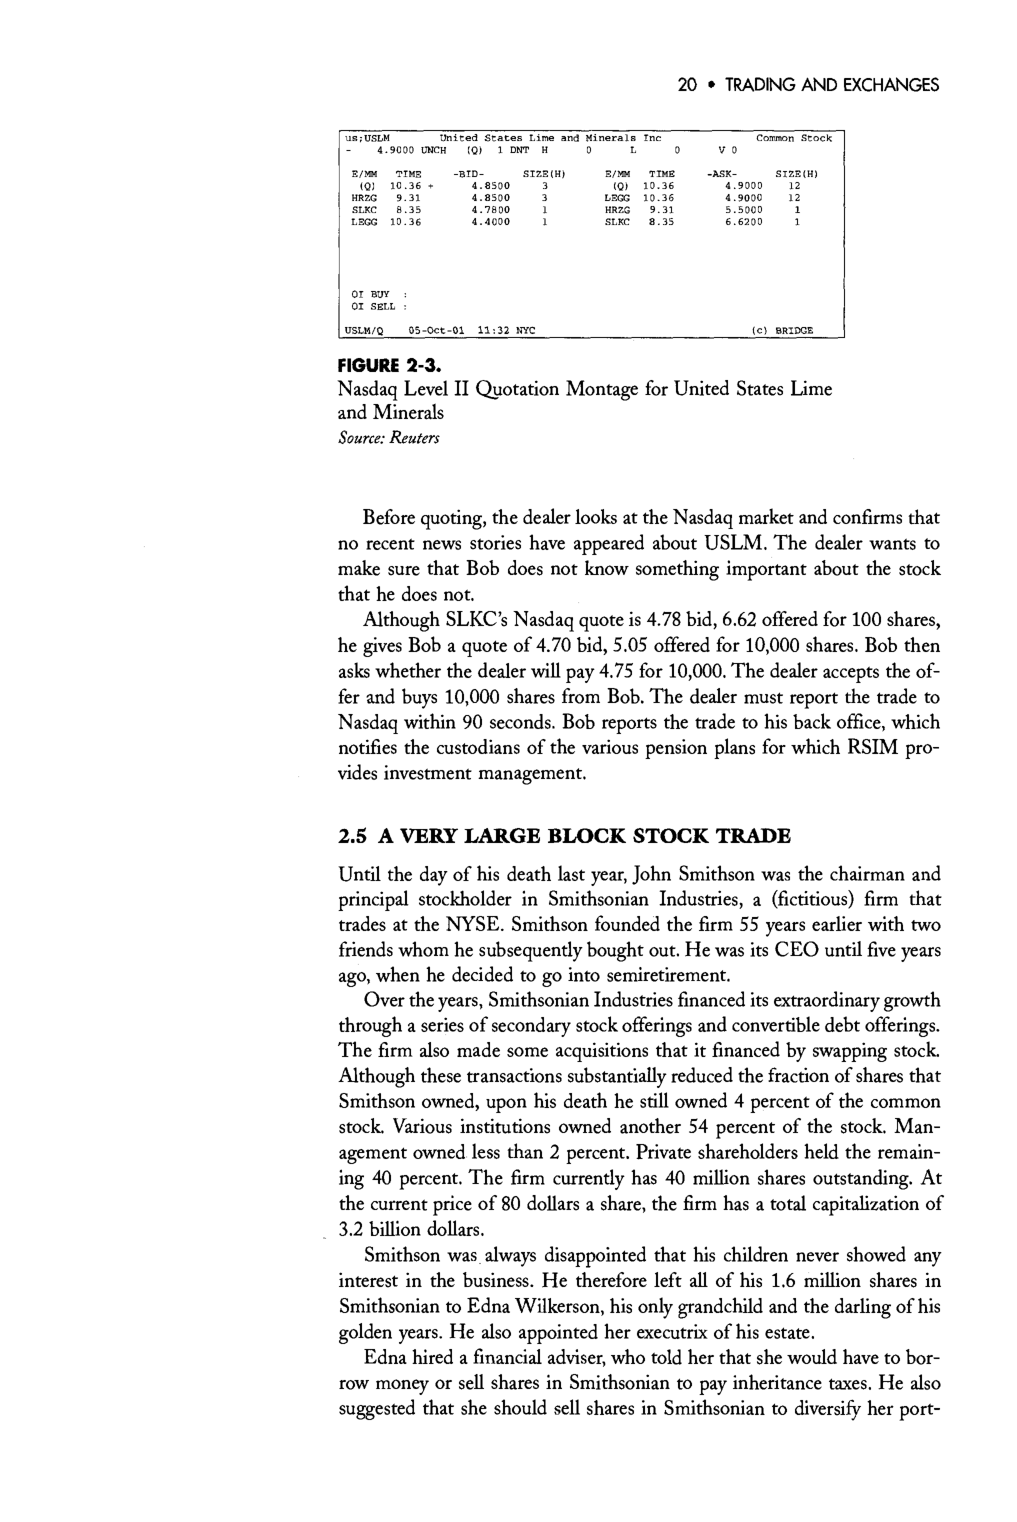 20 • TRADING AND EXCHANGES
us;USLM United States Lime and Minerals Inc Common Stock
- 4.9000 UNCH (Q) 1 DNT H 0 L 0 V 0
E/MM TIME -BID- SIZE(H) E/MM TIME -ASK- SIZE(H)
(Q) 10.36 + 4.8500 3 (Q) 10.36 4.9000 12
HRZG 9.31 4.8500 3 LEGG 10.36 4.9000 12
SLKC 8.35 4.7800 1 HRZG 9.31 5.5000 1
LEGG 10.36 4.4000 1 SLKC 8.35 6.6200 1
OI BUY :
OI SELL :
USLM/Q 05-Oct-01 11:32 NYC (c) BRIDGE
FIGURE 2-3.
Nasdaq Level II Quotation Montage for United States Lime
and Minerals
Source: Reuters
Before quoting, the dealer looks at the Nasdaq market and confirms that
no recent news stories have appeared about USLM. The dealer wants to
make sure that Bob does not know something important about the stock
that he does not.
Although SLKC's Nasdaq quote is 4.78 bid, 6.62 offered for 100 shares,
he gives Bob a quote of 4.70 bid, 5.05 offered for 10,000 shares. Bob then
asks whether the dealer will pay 4.75 for 10,000. The dealer accepts the of-
fer and buys 10,000 shares from Bob. The dealer must report the trade to
Nasdaq within 90 seconds. Bob reports the trade to his back office, which
notifies the custodians of the various pension plans for which RSIM pro-
vides investment management.
2.5 A VERY LARGE BLOCK STOCK TRADE
Until the day of his death last year, John Smithson was the chairman and
principal stockholder in Smithsonian Industries, a (fictitious) firm that
trades at the NYSE. Smithson founded the firm 55 years earlier with two
friends whom he subsequently bought out. He was its CEO until five years
ago, when he decided to go into semiretirement.
Over the years, Smithsonian Industries financed its extraordinary growth
through a series of secondary stock offerings and convertible debt offerings.
The firm also made some acquisitions that it financed by swapping stock.
Although these transactions substantially reduced the fraction of shares that
Smithson owned, upon his death he still owned 4 percent of the common
stock. Various institutions owned another 54 percent of the stock. Man-
agement owned less than 2 percent. Private shareholders held the remain-
ing 40 percent. The firm currently has 40 million shares outstanding. At
the current price of 80 dollars a share, the firm has a total capitalization of
3.2 billion dollars.
Smithson was always disappointed that his children never showed any
interest in the business. He therefore left all of his 1.6 million shares in
Smithsonian to Edna Wilkerson, his only grandchild and the darling of his
golden years. He also appointed her executrix of his estate.
Edna hired a financial adviser, who told her that she would have to bor-
row money or sell shares in Smithsonian to pay inheritance taxes. He also
suggested that she should sell shares in Smithsonian to diversify her port-